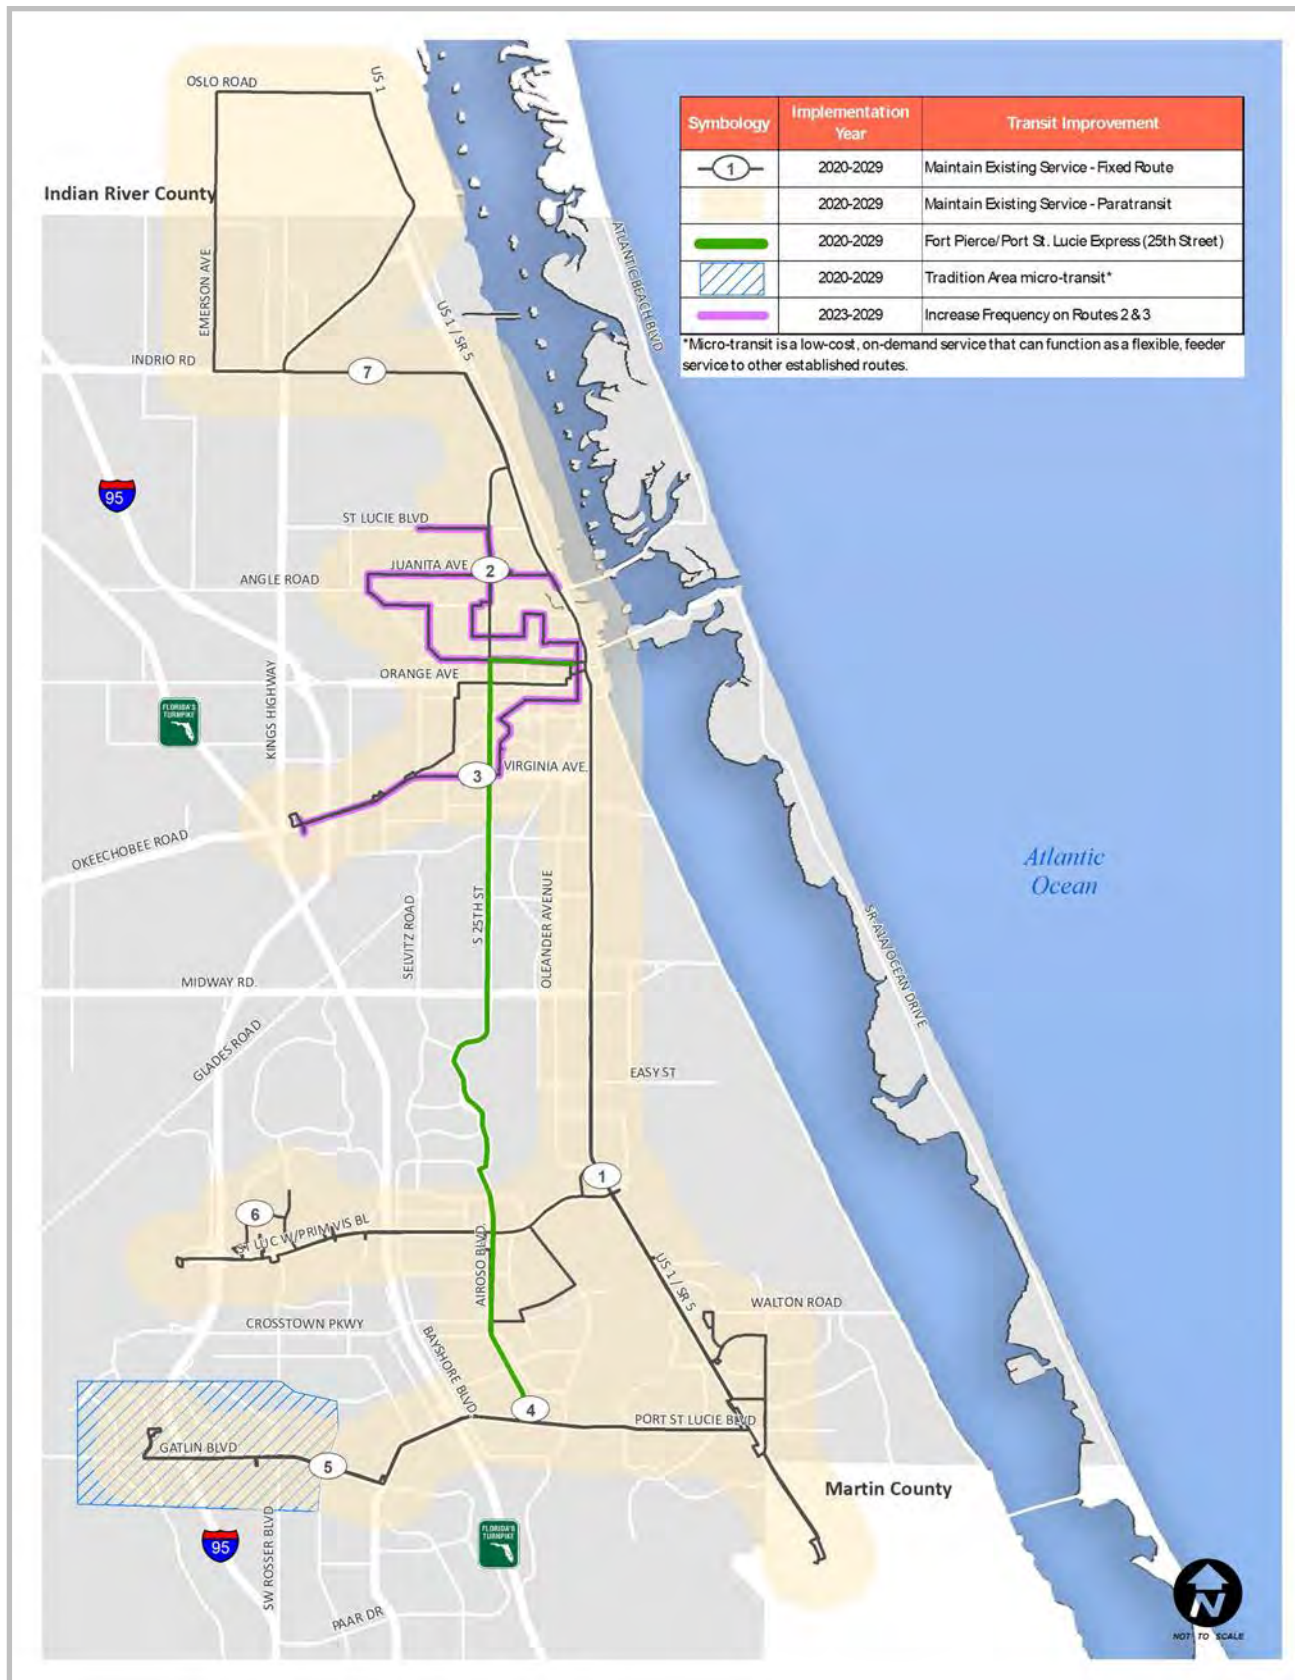 OSLO ROAD
US 1
Symbology
Implementation
Year
Transit Improvement
1
2020-2029
Maintain Existing Service - Fixed Route
2020-2029
Maintain Existing Service - Paratransit
2020-2029
Fort Pierce/Port St. Lucie Express (25th Street)
2020-2029
Tradition Area micro-transit*
2023-2029
Increase Frequency on Routes 2 & 3
*Micro-transit is a low-cost, on-demand service that can function as a flexible, feeder
service to other established routes.
Indian River County
ATLANTIC BEACH BLVD
EMERSON AVE
US 1 / SR 5
INDRIO RD
7
95
ST LUCIE BLVD
JUANITA AVE
2
ANGLE ROAD
ORANGE AVE
KINGS HIGHWAY
FLORIDA'S
TURNPIKE
3
VIRGINIA AVE.
OKEECHOBEE ROAD
Atlantic
Ocean
S 25TH ST
SELVITZ ROAD
OLEANDER AVENUE
SR A1A/OCEAN DRIVE
MIDWAY RD.
GLADES ROAD
EASY ST
1
6
ST LUC W/PRIM VIS BL
AIROSO BLVD.
US 1 / SR 5
WALTON ROAD
CROSSTOWN PKWY
BAYSHORE BLVD
4
PORT ST LUCIE BLVD
GATLIN BLVD
5
Martin County
SW ROSSER BLVD
95
FLORIDA'S
TURNPIKE
PAAR DR
N
NOT TO SCALE